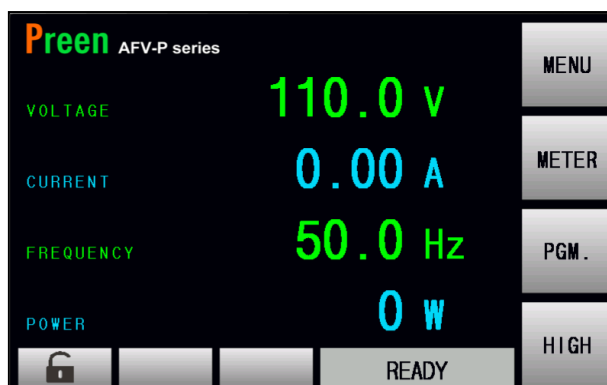 Preen AFV-P series
VOLTAGE 110.0 V
CURRENT 0.00 A
FREQUENCY 50.0 Hz
POWER 0 W
READY
MENU
METER
PGM.
HIGH